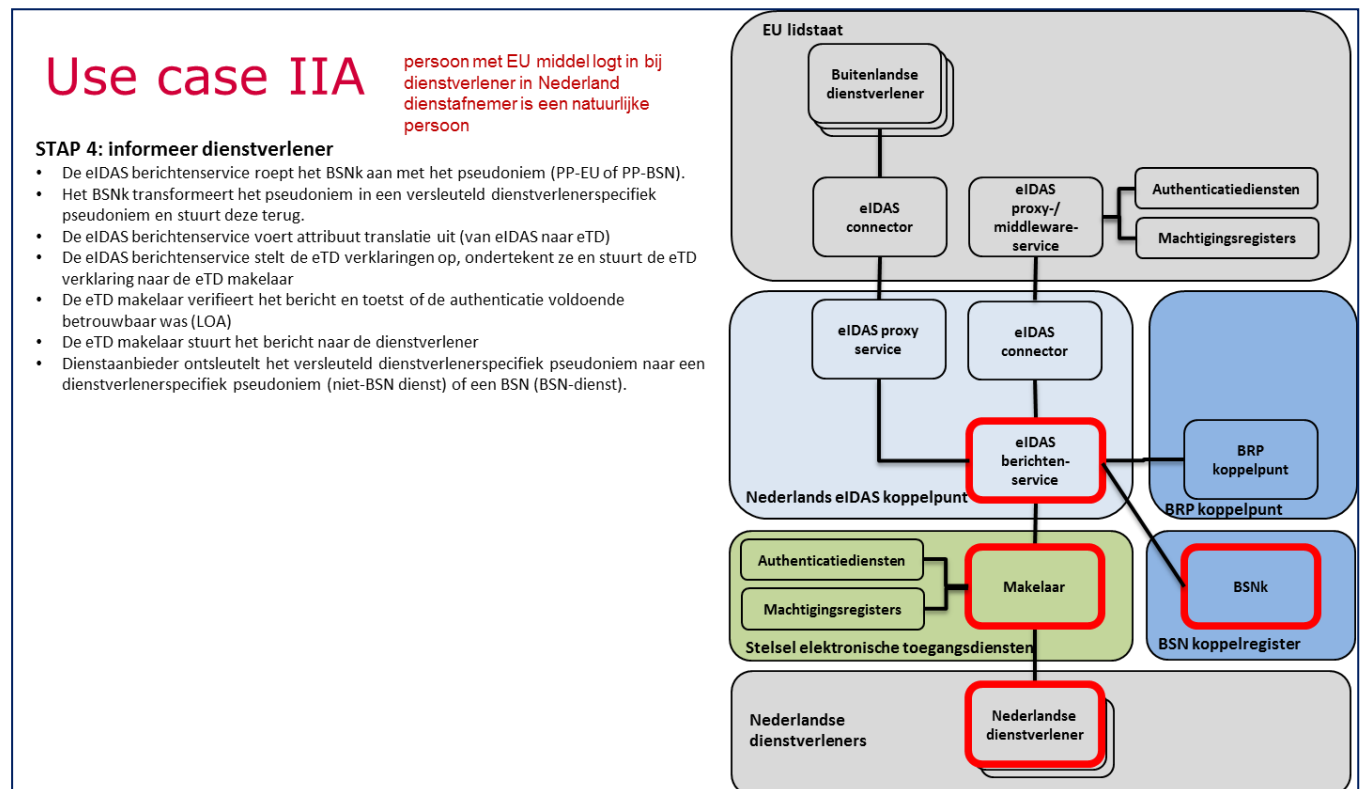 Use case IIA
persoon met EU middel logt in bij
dienstverlener in Nederland
dienstafnemer is een natuurlijke
persoon
STAP 4: informeer dienstverlener
• De eIDAS berichtenservice roept het BSNk aan met het pseudoniem (PP-EU of PP-BSN).
• Het BSNk transformeert het pseudoniem in een versleuteld dienstverlenerspecifiek
pseudoniem en stuurt deze terug.
• De eIDAS berichtenservice voert attribuut translatie uit (van eIDAS naar eTD)
• De eIDAS berichtenservice stelt de eTD verklaringen op, ondertekent ze en stuurt de eTD
verklaring naar de eTD makelaar
• De eTD makelaar verifieert het bericht en toetst of de authenticatie voldoende
betrouwbaar was (LOA)
• De eTD makelaar stuurt het bericht naar de dienstverlener
• Dienstaanbieder ontsleutelt het versleuteld dienstverlenerspecifiek pseudoniem naar een
dienstverlenerspecifiek pseudoniem (niet-BSN dienst) of een BSN (BSN-dienst).
EU lidstaat
Buitenlandse
dienstverlener
eIDAS
connector
eIDAS
proxy-/
middleware-
service
Authenticatiediensten
Machtigingsregisters
eIDAS proxy
service
eIDAS
connector
eIDAS
berichten-
service
Nederlands eIDAS koppelpunt
BRP
koppelpunt
BRP koppelpunt
Authenticatiediensten
Machtigingsregisters
Makelaar
Stelsel elektronische toegangsdiensten
BSNk
BSN koppelregister
Nederlandse
dienstverleners
Nederlandse
dienstverlener